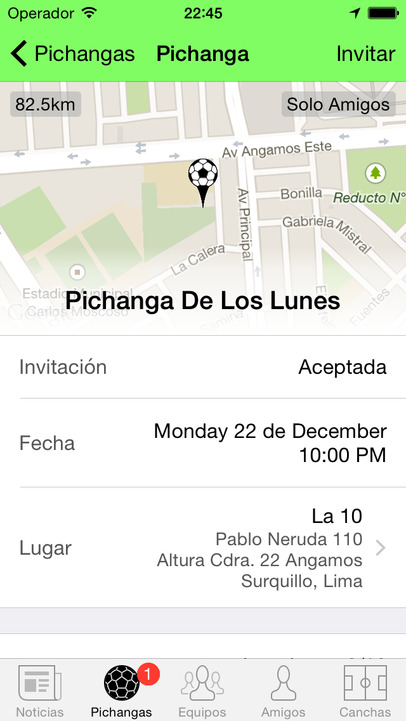 Operador 22:45
Pichangas Pichanga Invitar
82.5km Solo Amigos
Av Angamos Este
Av.Principal
Bonilla
Reducto N°
Gabriela Mistral
La Calera
Estadio Municipal
Carlos Moscoso
Fuentes
Pichanga De Los Lunes
Invitación Aceptada
Fecha Monday 22 de December
10:00 PM
Lugar La 10
Pablo Neruda 110
Altura Cdra. 22 Angamos
Surquillo, Lima
1
Noticias Pichangas Equipos Amigos Canchas